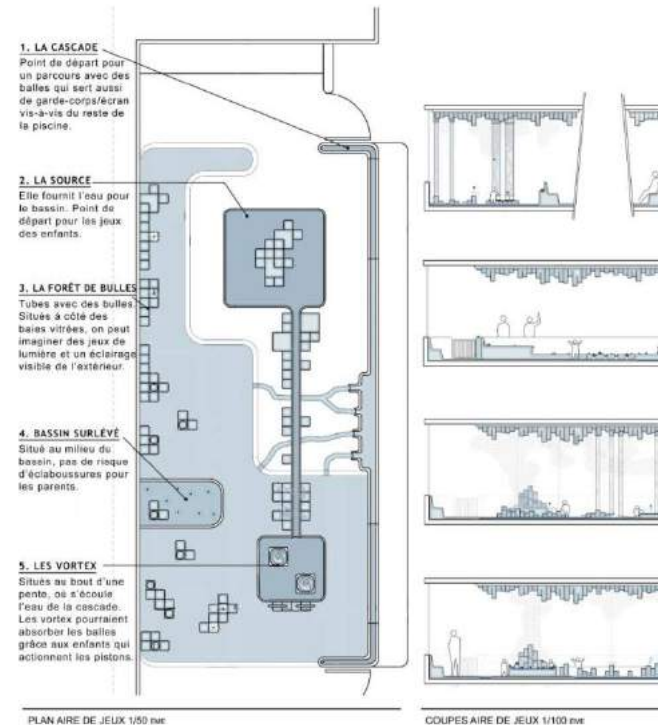 1. LA CASCADE
Point de départ pour
un parcours avec des
balles qui sert aussi
de garde-corps/écran
vis-à-vis du reste de
la piscine.
2. LA SOURCE
Elle fournit l'eau pour
le bassin. Point de
départ pour les jeux
des enfants.
3. LA FORÊT DE BULLES
Tubes avec des bulles.
Situés à côté des
baies vitrées, on peut
imaginer des jeux de
lumière et un éclairage
visible de l'extérieur.
4. BASSIN SURLÉVÉ
Situé au milieu du
bassin, pas de risque
d'éclaboussures pour
les parents.
5. LES VORTEX
Situés au bout d'une
pente, où s'écoule
l'eau de la cascade.
Les vortex pourraient
absorber les balles
grâce aux enfants qui
actionnent les pistons.
PLAN AIRE DE JEUX 1/50
COUPES AIRE DE JEUX 1/100